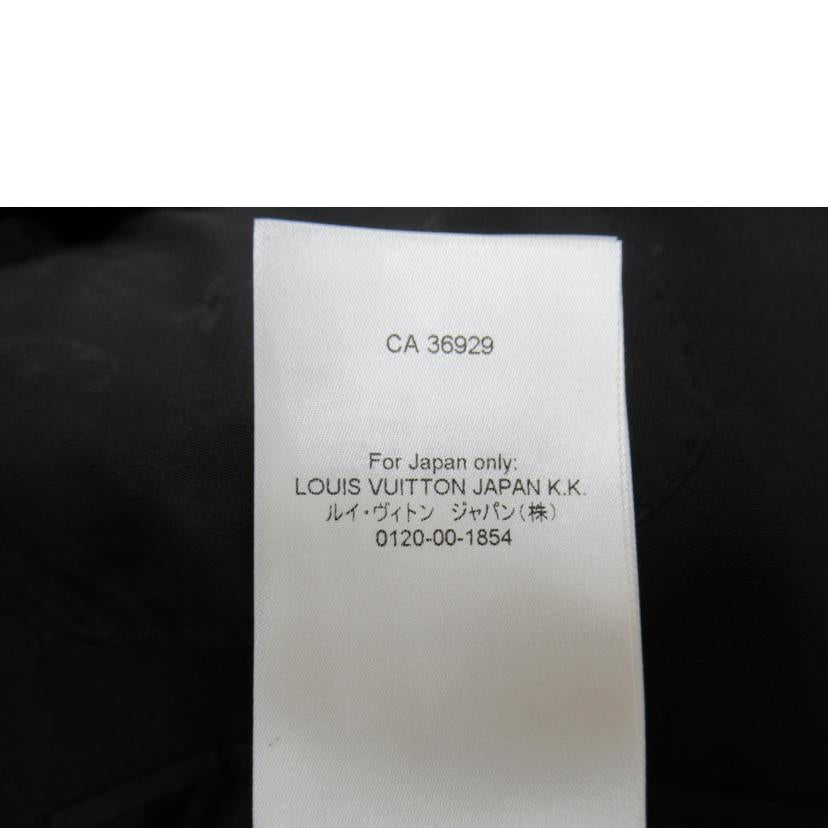 CA 36929
For Japan only:
LOUIS VUITTON JAPAN K.K.
ルイ・ヴィトン ジャパン(株)
0120-00-1854